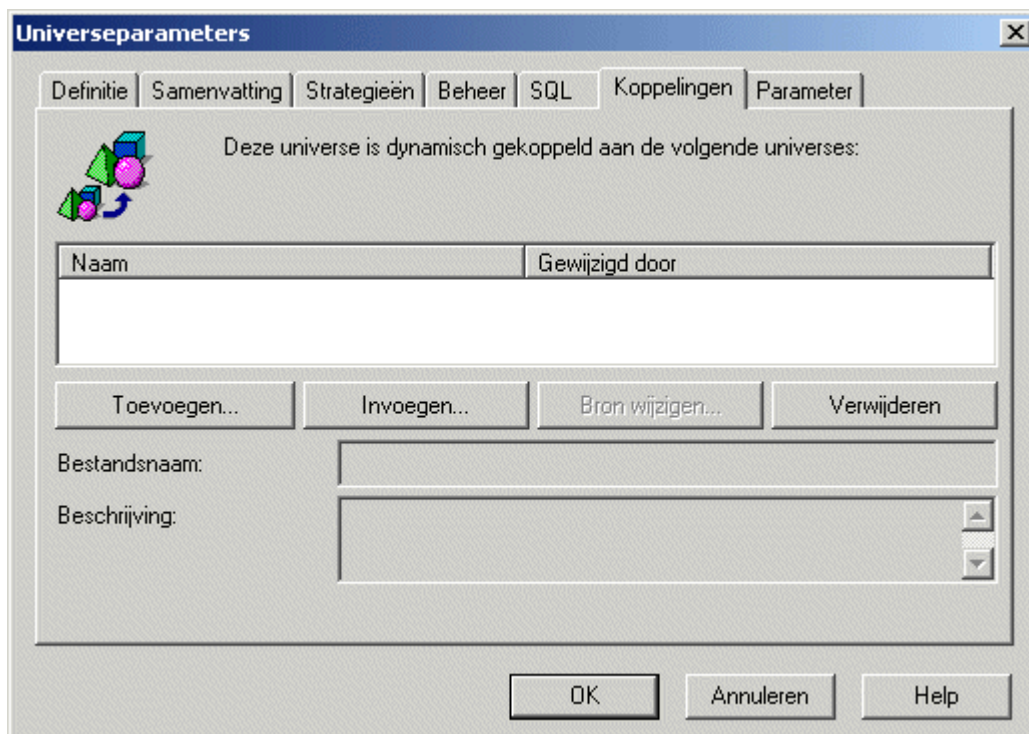 Universeparameters
Definitie Samenvatting Strategieën Beheer SQL Koppelingen Parameter
Deze universe is dynamisch gekoppeld aan de volgende universes:
Naam Gewijzigd door
Toevoegen... Invoegen... Bron wijzigen... Verwijderen
Bestandsnaam:
Beschrijving:
OK Annuleren Help